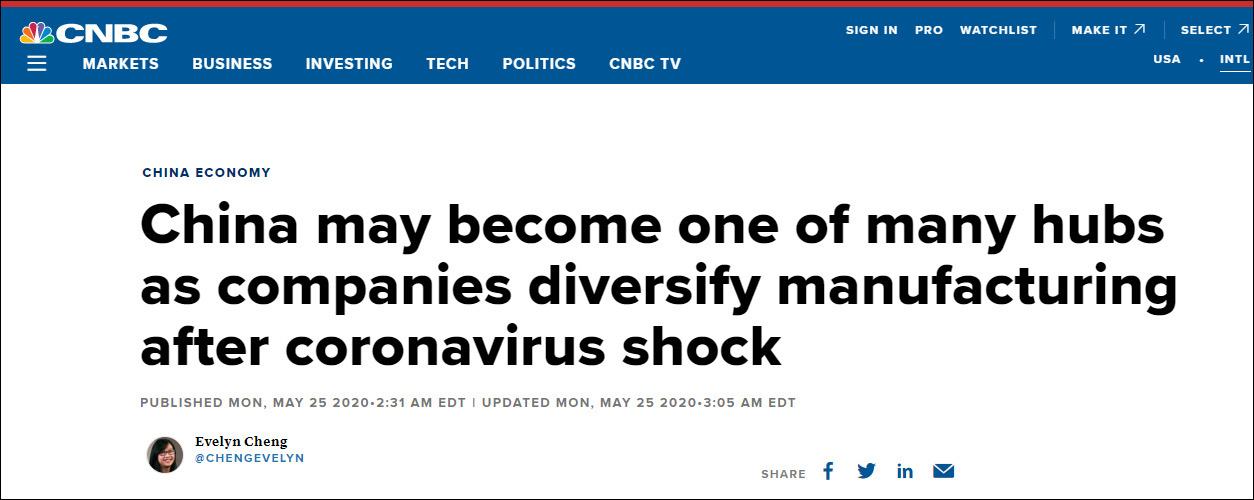 CNBC
SIGN IN PRO WATCHLIST MAKE IT SELECT
MARKETS BUSINESS INVESTING TECH POLITICS CNBC TV
USA • INTL
CHINA ECONOMY
China may become one of many hubs
as companies diversify manufacturing
after coronavirus shock
PUBLISHED MON, MAY 25 2020•2:31 AM EDT | UPDATED MON, MAY 25 2020•3:05 AM EDT
Evelyn Cheng
@CHENGEVELYN
SHARE